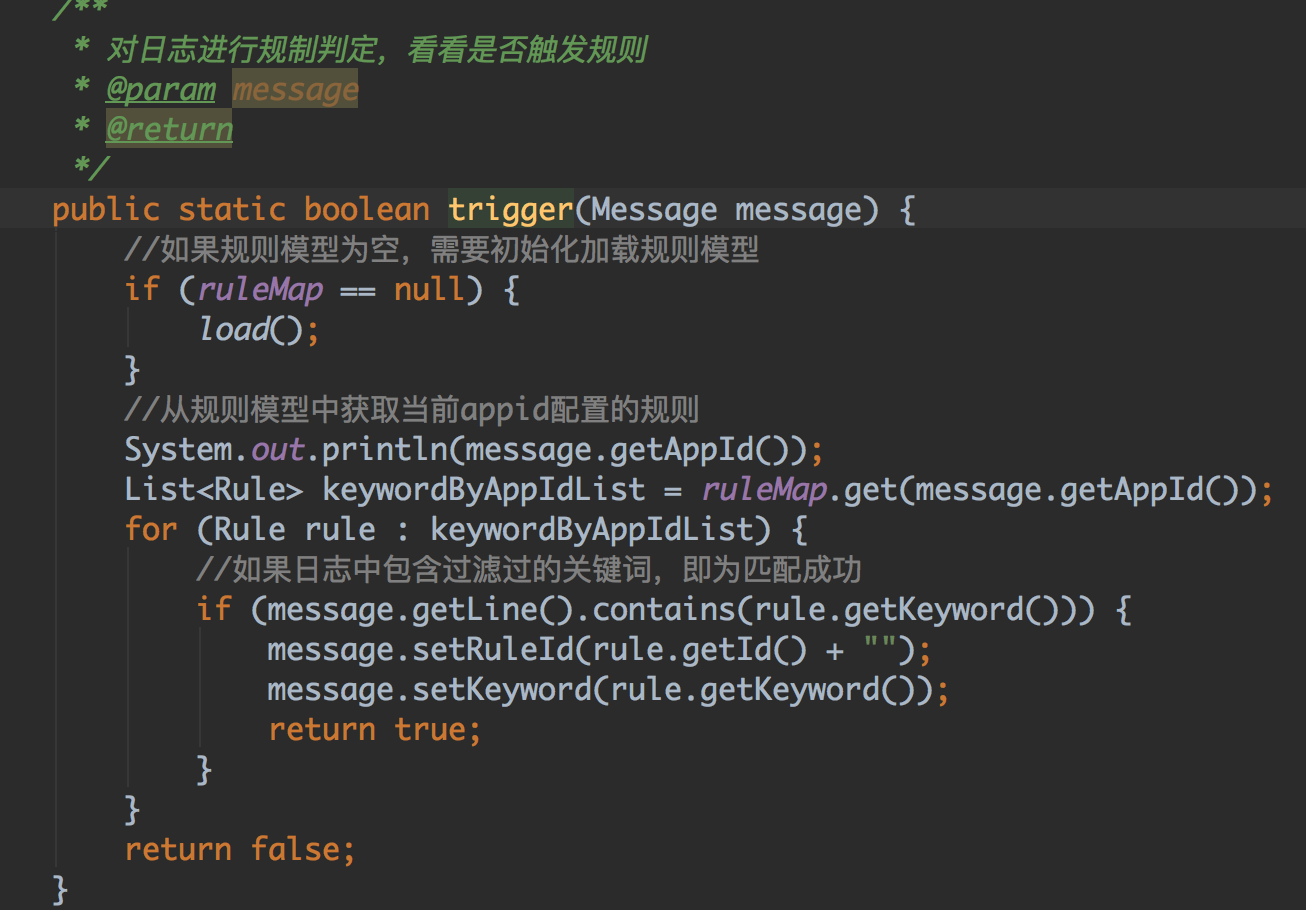 /**
 * 对日志进行规制判定，看看是否触发规则
 * @param message
 * @return
 */
public static boolean trigger(Message message) {
    //如果规则模型为空，需要初始化加载规则模型
    if (ruleMap == null) {
        load();
    }
    //从规则模型中获取当前appid配置的规则
    System.out.println(message.getAppId());
    List<Rule> keywordByAppIdList = ruleMap.get(message.getAppId());
    for (Rule rule : keywordByAppIdList) {
        //如果日志中包含过滤过的关键词，即为匹配成功
        if (message.getLine().contains(rule.getKeyword())) {
            message.setRuleId(rule.getId() + "");
            message.setKeyword(rule.getKeyword());
            return true;
        }
    }
    return false;
}